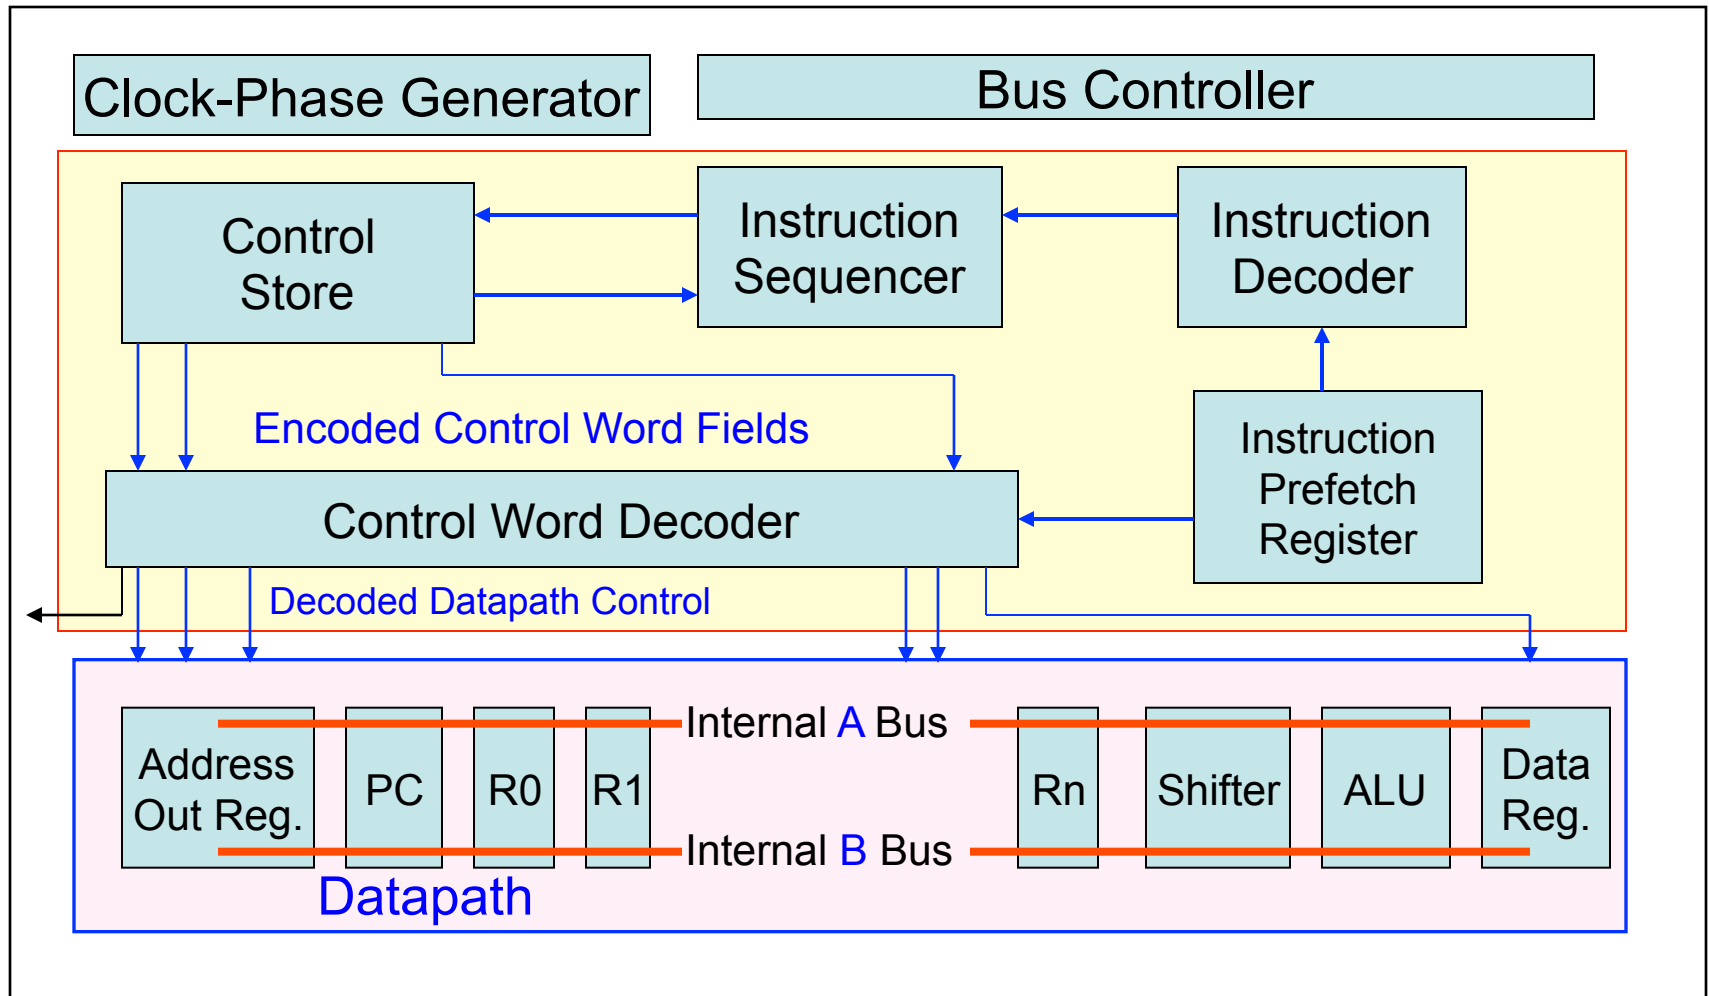 Clock-Phase Generator
Bus Controller
Control
Store
Instruction
Sequencer
Instruction
Decoder
Encoded Control Word Fields
Instruction
Prefetch
Register
Control Word Decoder
Decoded Datapath Control
Internal A Bus
Address
Out Reg.
PC
R0
R1
Rn
Shifter
ALU
Data
Reg.
Internal B Bus
Datapath